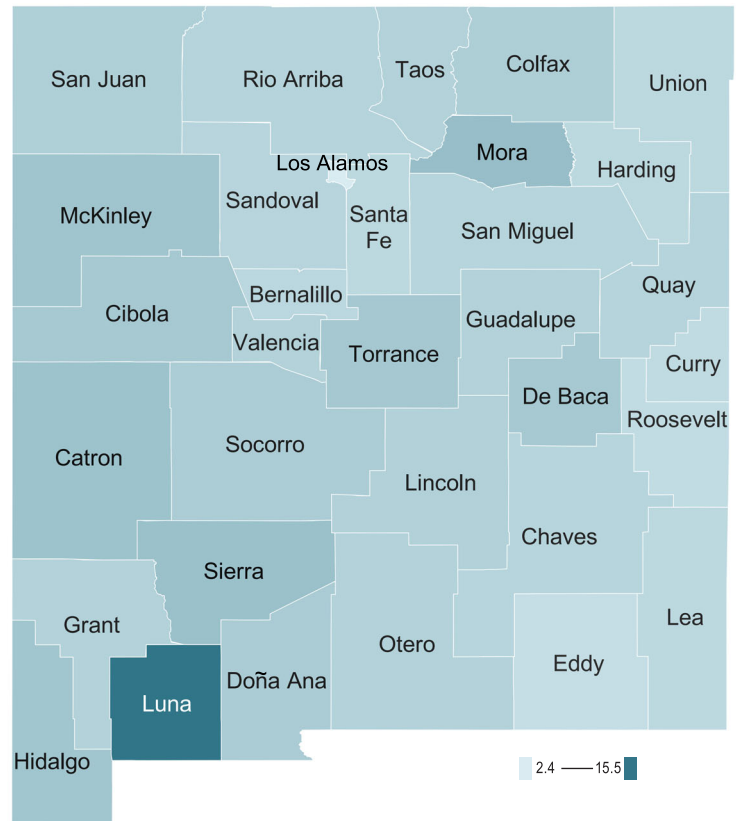 San Juan
Rio Arriba
Taos
Colfax
Union
Mora
Los Alamos
Harding
McKinley
Sandoval
Santa
Fe
San Miguel
Quay
Bernalillo
Cibola
Guadalupe
Valencia
Torrance
Curry
De Baca
Roosevelt
Socorro
Catron
Lincoln
Chaves
Sierra
Grant
Lea
Otero
Eddy
Doña Ana
Luna
Hidalgo
2.4 — 15.5